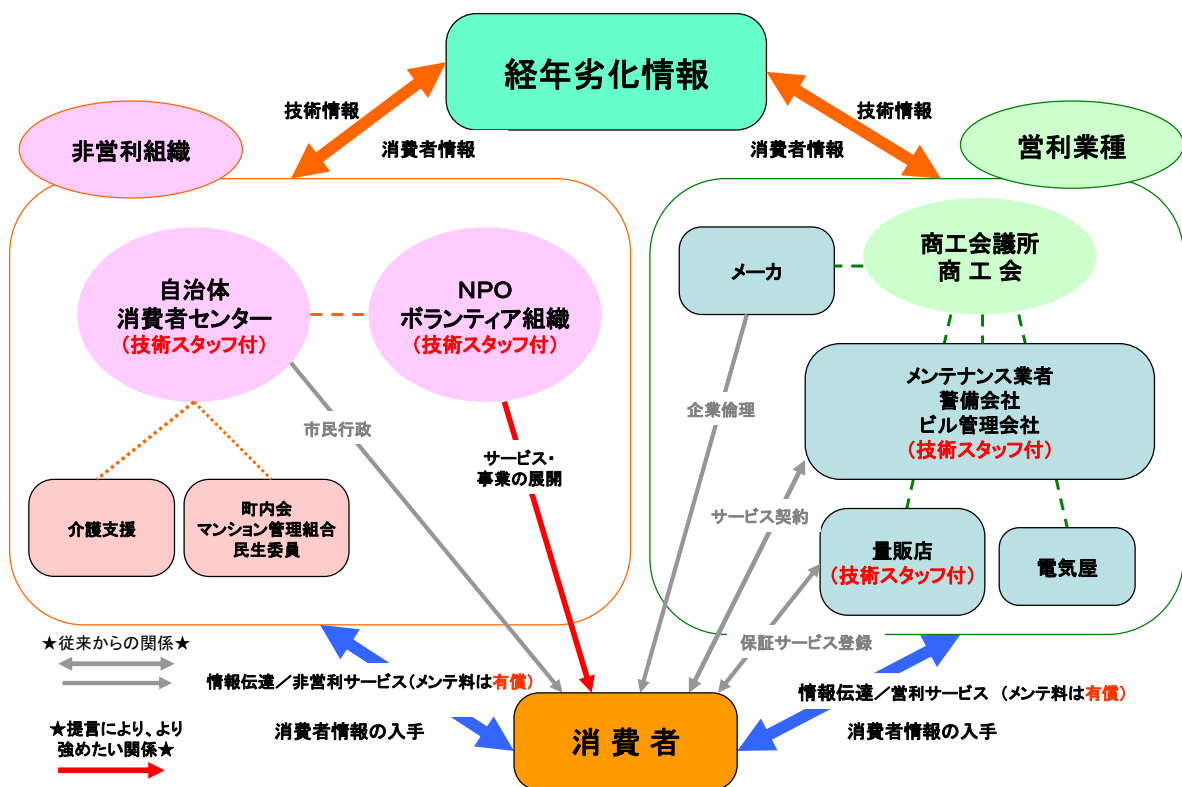 経年劣化情報
技術情報
消費者情報
技術情報
消費者情報
非営利組織
営利業種
自治体
消費者センター
（技術スタッフ付）
NPO
ボランティア組織
（技術スタッフ付）
メーカ
商工会議所
商 工 会
メンテナンス業者
警備会社
ビル管理会社
（技術スタッフ付）
市民行政
サービス・
事業の展開
企業倫理
サービス契約
介護支援
町内会
マンション管理組合
民生委員
量販店
（技術スタッフ付）
電気屋
保証サービス登録
★従来からの関係★
情報伝達／非営利サービス（メンテ料は有償）
消費者情報の入手
情報伝達／営利サービス （メンテ料は有償）
消費者情報の入手
★提言により、より
強めたい関係★
消 費 者